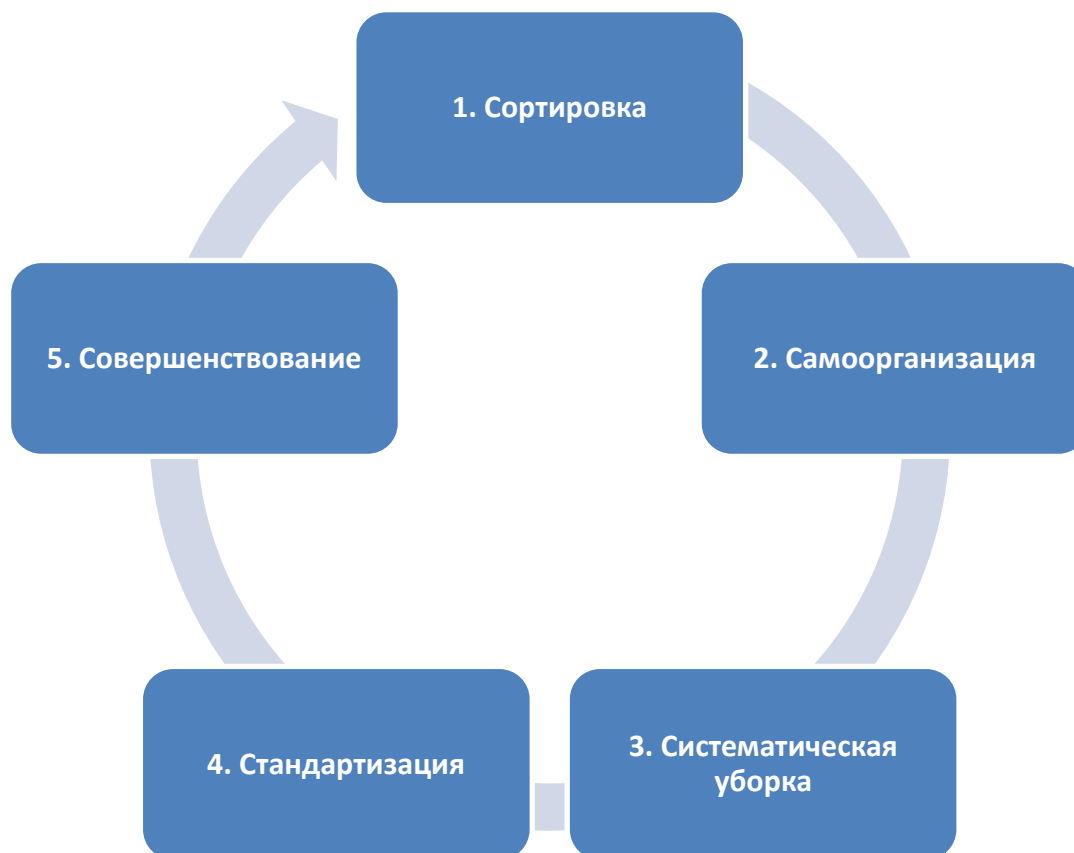 1. Сортировка
2. Самоорганизация
3. Систематическая
уборка
4. Стандартизация
5. Совершенствование